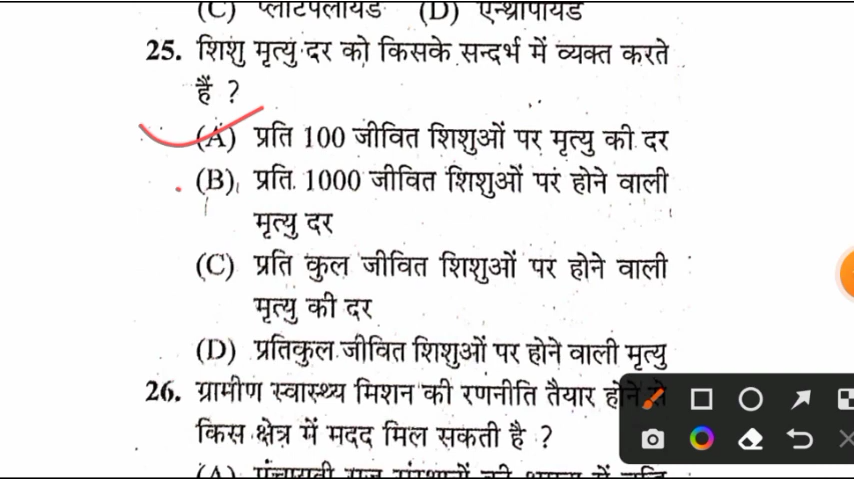 (C) प्लाटिपलायड (D) एन्थ्रोपायड
25. शिशु मृत्यु दर को किसके सन्दर्भ में व्यक्त करते
हैं ?
(A) प्रति 100 जीवित शिशुओं पर मृत्यु की दर
(B) प्रति 1000 जीवित शिशुओं पर होने वाली
मृत्यु दर
(C) प्रति कुल जीवित शिशुओं पर होने वाली
मृत्यु की दर
(D) प्रतिकुल जीवित शिशुओं पर होने वाली मृत्यु
26. ग्रामीण स्वास्थ्य मिशन की रणनीति तैयार होने से
किस क्षेत्र में मदद मिल सकती है ?
(A)